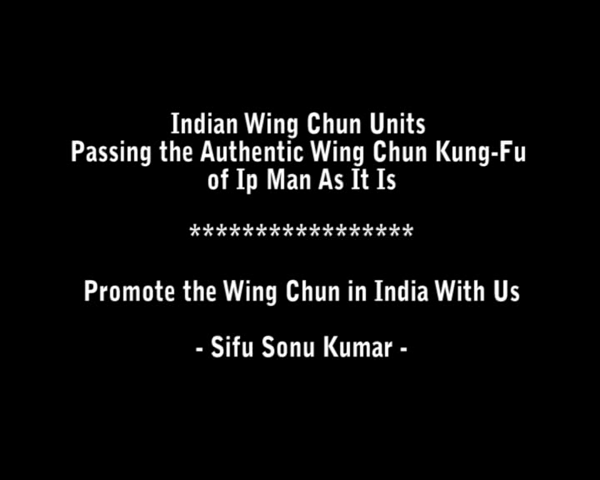 Indian Wing Chun Units
Passing the Authentic Wing Chun Kung-Fu
of Ip Man As It Is
*****************
Promote the Wing Chun in India With Us
- Sifu Sonu Kumar -